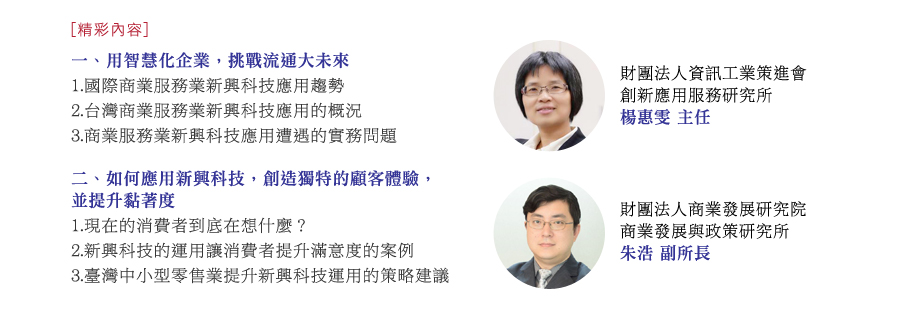 [精彩內容]
一、用智慧化企業，挑戰流通大未來
1.國際商業服務業新興科技應用趨勢
2.台灣商業服務業新興科技應用的概況
3.商業服務業新興科技應用遭遇的實務問題
財團法人資訊工業策進會
創新應用服務研究所
楊惠雯 主任
二、如何應用新興科技，創造獨特的顧客體驗，
並提升黏著度
1.現在的消費者到底在想什麼？
2.新興科技的運用讓消費者提升滿意度的案例
3.臺灣中小型零售業提升新興科技運用的策略建議
財團法人商業發展研究院
商業發展與政策研究所
朱浩 副所長